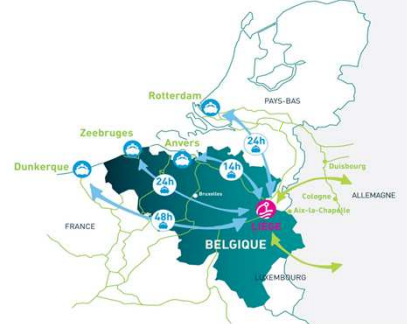 Rotterdam
PAYS-BAS
Zeebruges
Anvers
24h
Duisbourg
Dunkerque
24h
14h
Bruxelles
Cologne
ALLEMAGNE
LIEGE
Aix-la-Chapelle
48h
FRANCE
BELGIQUE
LUXEMBOURG